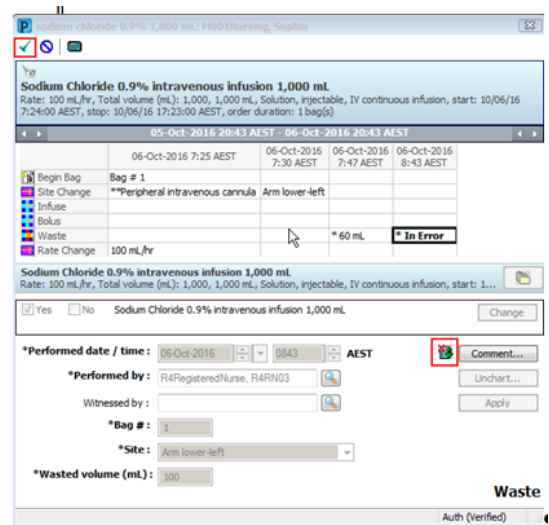 sodium chloride 0.9% 1,000 mL: M001Nursing, Sophia
Sodium Chloride 0.9% intravenous infusion 1,000 mL
Rate: 100 mL/hr, Total volume (mL): 1,000, 1,000 mL, Solution, injectable, IV continuous infusion, start: 10/06/16
7:24:00 AEST, stop: 10/06/16 17:23:00 AEST, order duration: 1 bag(s)
05-Oct-2016 20:43 AEST - 06-Oct-2016 20:43 AEST
06-Oct-2016 7:25 AEST 06-Oct-2016 7:30 AEST 06-Oct-2016 7:47 AEST 06-Oct-2016 8:43 AEST
Begin Bag Bag # 1
Site Change **Peripheral intravenous cannula Arm lower-left
Infuse
Bolus
Waste * 60 mL * In Error
Rate Change 100 mL/hr
Sodium Chloride 0.9% intravenous infusion 1,000 mL
Rate: 100 mL/hr, Total volume (mL): 1,000, 1,000 mL, Solution, injectable, IV continuous infusion, start: 1...
Yes No Sodium Chloride 0.9% intravenous infusion 1,000 mL Change
*Performed date / time : 06-Oct-2016 0843 AEST Comment...
*Performed by : R4RegisteredNurse, R4RN03 Unchart...
Witnessed by : Apply
*Bag # : 1
*Site : Arm lower-left
*Wasted volume (mL) : 100
Waste
Auth (Verified)